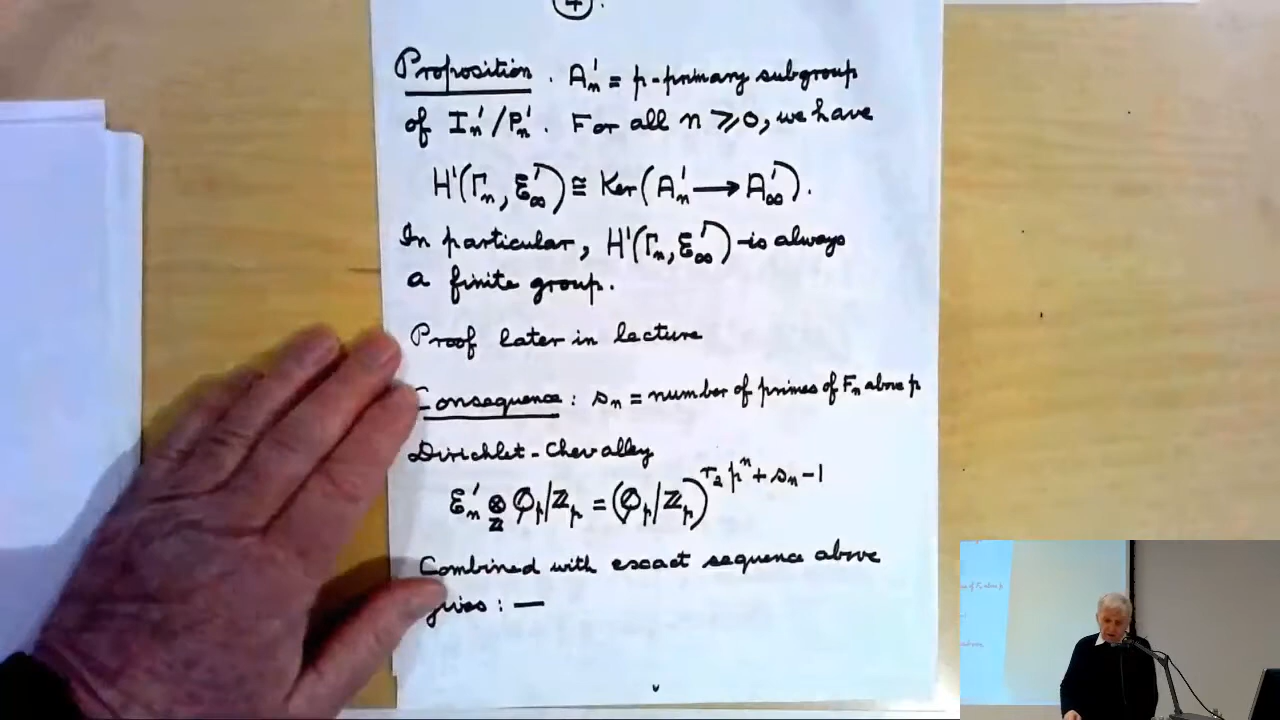 ④.
Proposition. A'ₙ = p-primary subgroup
of I'ₙ/P'ₙ. For all n ≥ 0, we have
H¹(Γₙ, Ɛ'∞) ≅ Ker(A'ₙ ⟶ A'∞).
In particular, H¹(Γₙ, Ɛ'∞) is always
a finite group.
Proof later in lecture
Consequence: sₙ = number of primes of Fₙ above p
Dirichlet-Chevalley
Ɛ'ₙ ⊗_ℤ ℚₚ/ℤₚ = (ℚₚ/ℤₚ)^{r₂pⁿ + sₙ - 1}
Combined with exact sequence above
gives: —